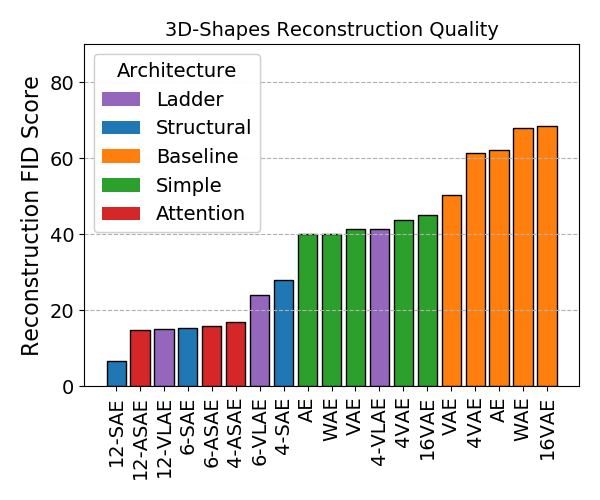 3D-Shapes Reconstruction Quality
Reconstruction FID Score
80
60
40
20
0
Architecture
Ladder
Structural
Baseline
Simple
Attention
12-SAE
12-ASAE
12-VLAE
6-SAE
6-ASAE
4-ASAE
6-VLAE
4-SAE
AE
WAE
VAE
4-VLAE
4VAE
16VAE
VAE
4VAE
AE
WAE
16VAE